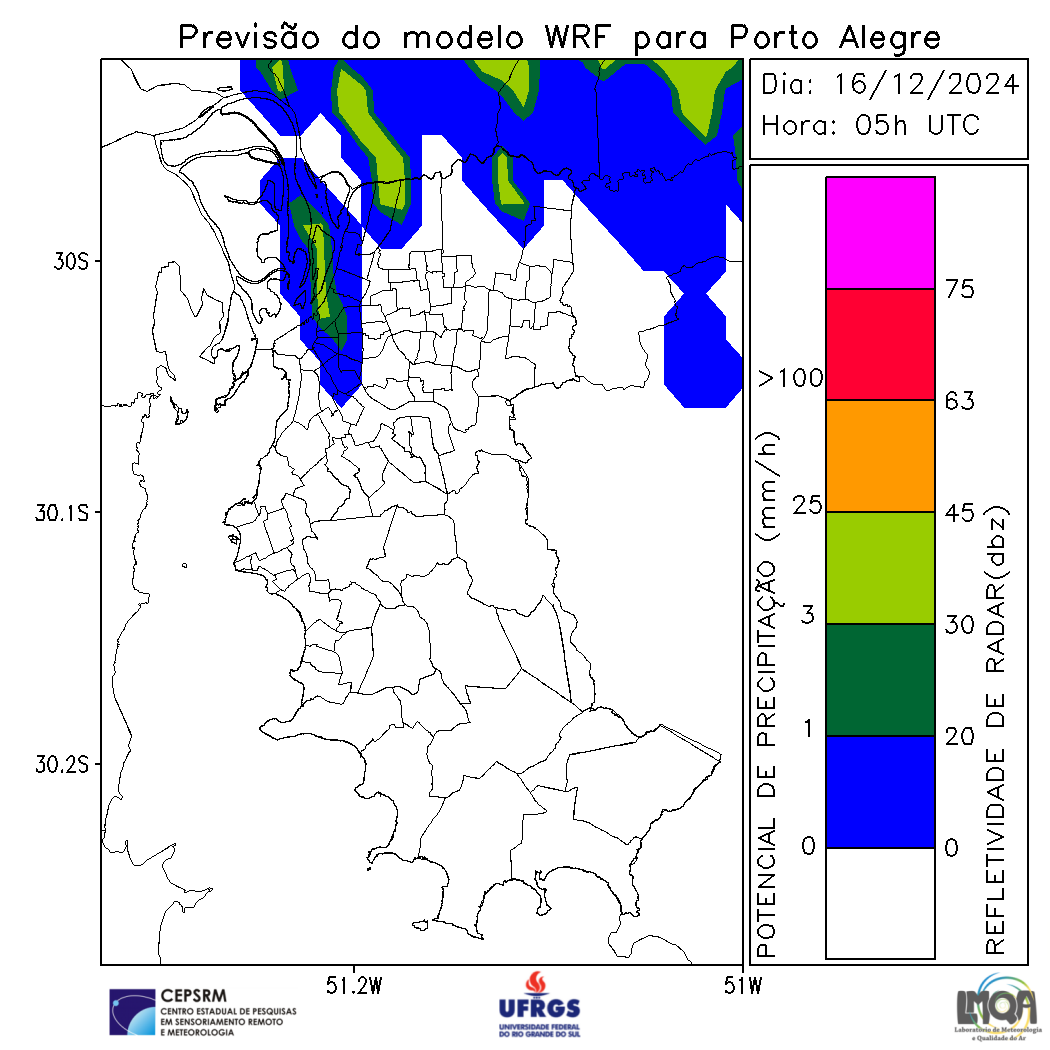 Previsão do modelo WRF para Porto Alegre
Dia: 16/12/2024
Hora: 05h UTC
30S
30.1S
30.2S
51.2W
51W
POTENCIAL DE PRECIPITAÇÃO (mm/h)
>100
25
3
1
0
75
63
45
30
20
0
REFLETIVIDADE DE RADAR(dbz)
CEPSRM
CENTRO ESTADUAL DE PESQUISAS
EM SENSORIAMENTO REMOTO
E METEOROLOGIA
UFRGS
UNIVERSIDADE FEDERAL
DO RIO GRANDE DO SUL
LMQA
Laboratório de Meteorologia
e Qualidade do Ar